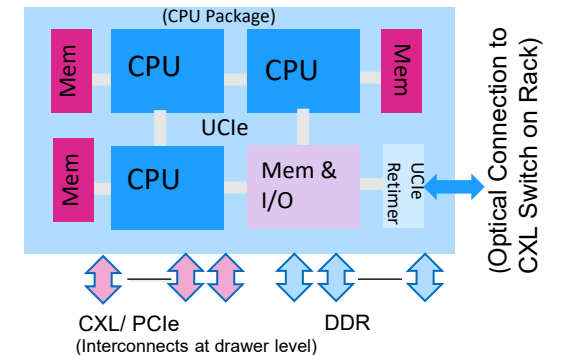 (CPU Package)
Mem
CPU
CPU
Mem
UCIe
Mem
CPU
Mem &
I/O
UCIe
Retimer
(Optical Connection to
CXL Switch on Rack)
CXL/ PCIe
(Interconnects at drawer level)
DDR